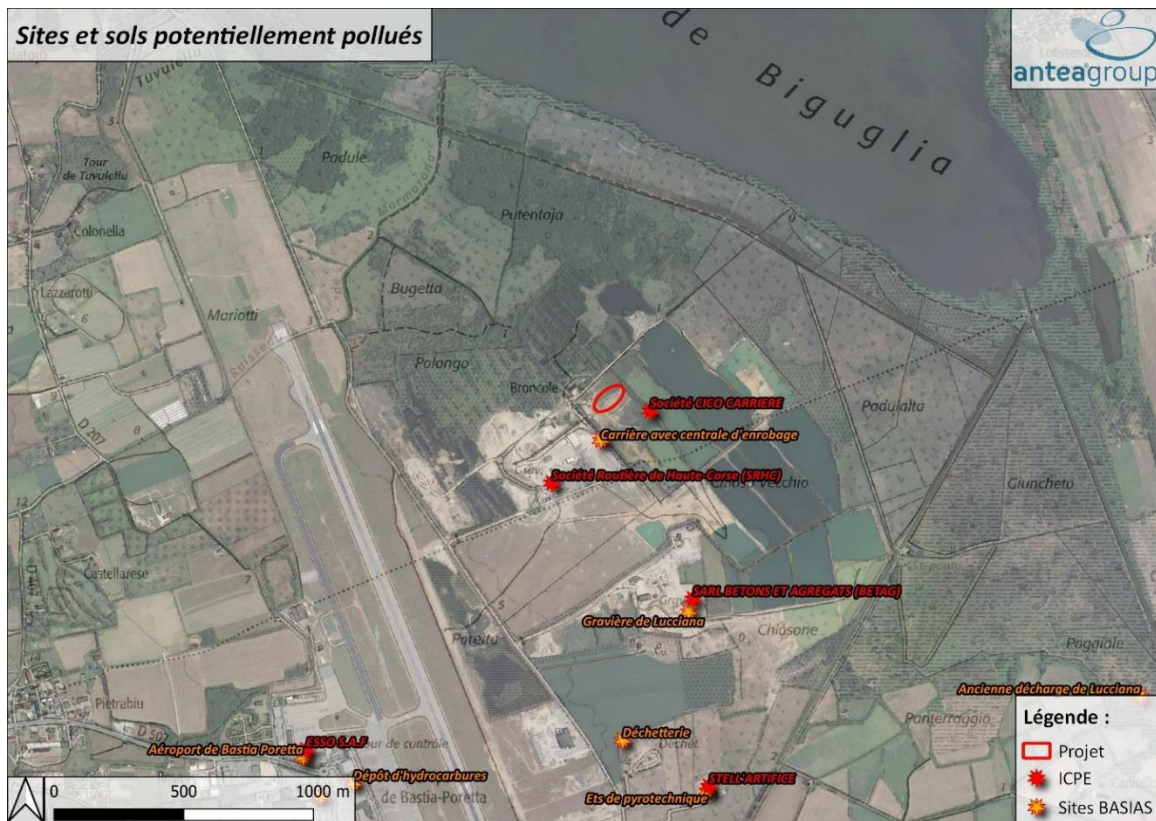 Sites et sols potentiellement pollués
anteagroup
de
Biguglia
Tuvulellu
Padule
Tour
de Tuvulellu
Colonella
Putentaja
Lazzarotti
Bugetta
Mariotti
Polongo
Broncole
Padulalta
D 207
Société CICO CARRIERE
Carrière avec centrale d'enrobage
Société Routière de Haute-Corse (SRHC)
Giuncheto
Castellarese
SARL BETONS ET AGREGATS (BETAG)
Gravière de Lucciana
Chiosone
Poretta
Poggiale
Pietrabiu
D 507
Ancienne décharge de Lucciana
Panterraggio
ESSO S.A.F
Aéroport de Bastia Poretta
Tour de contrôle
Déchetterie
Déchet.
Dépôt d'hydrocarbures
de Bastia-Poretta
STELL'ARTIFICE
Ets de pyrotechnique
0 500 1000 m
Légende :
Projet
ICPE
Sites BASIAS